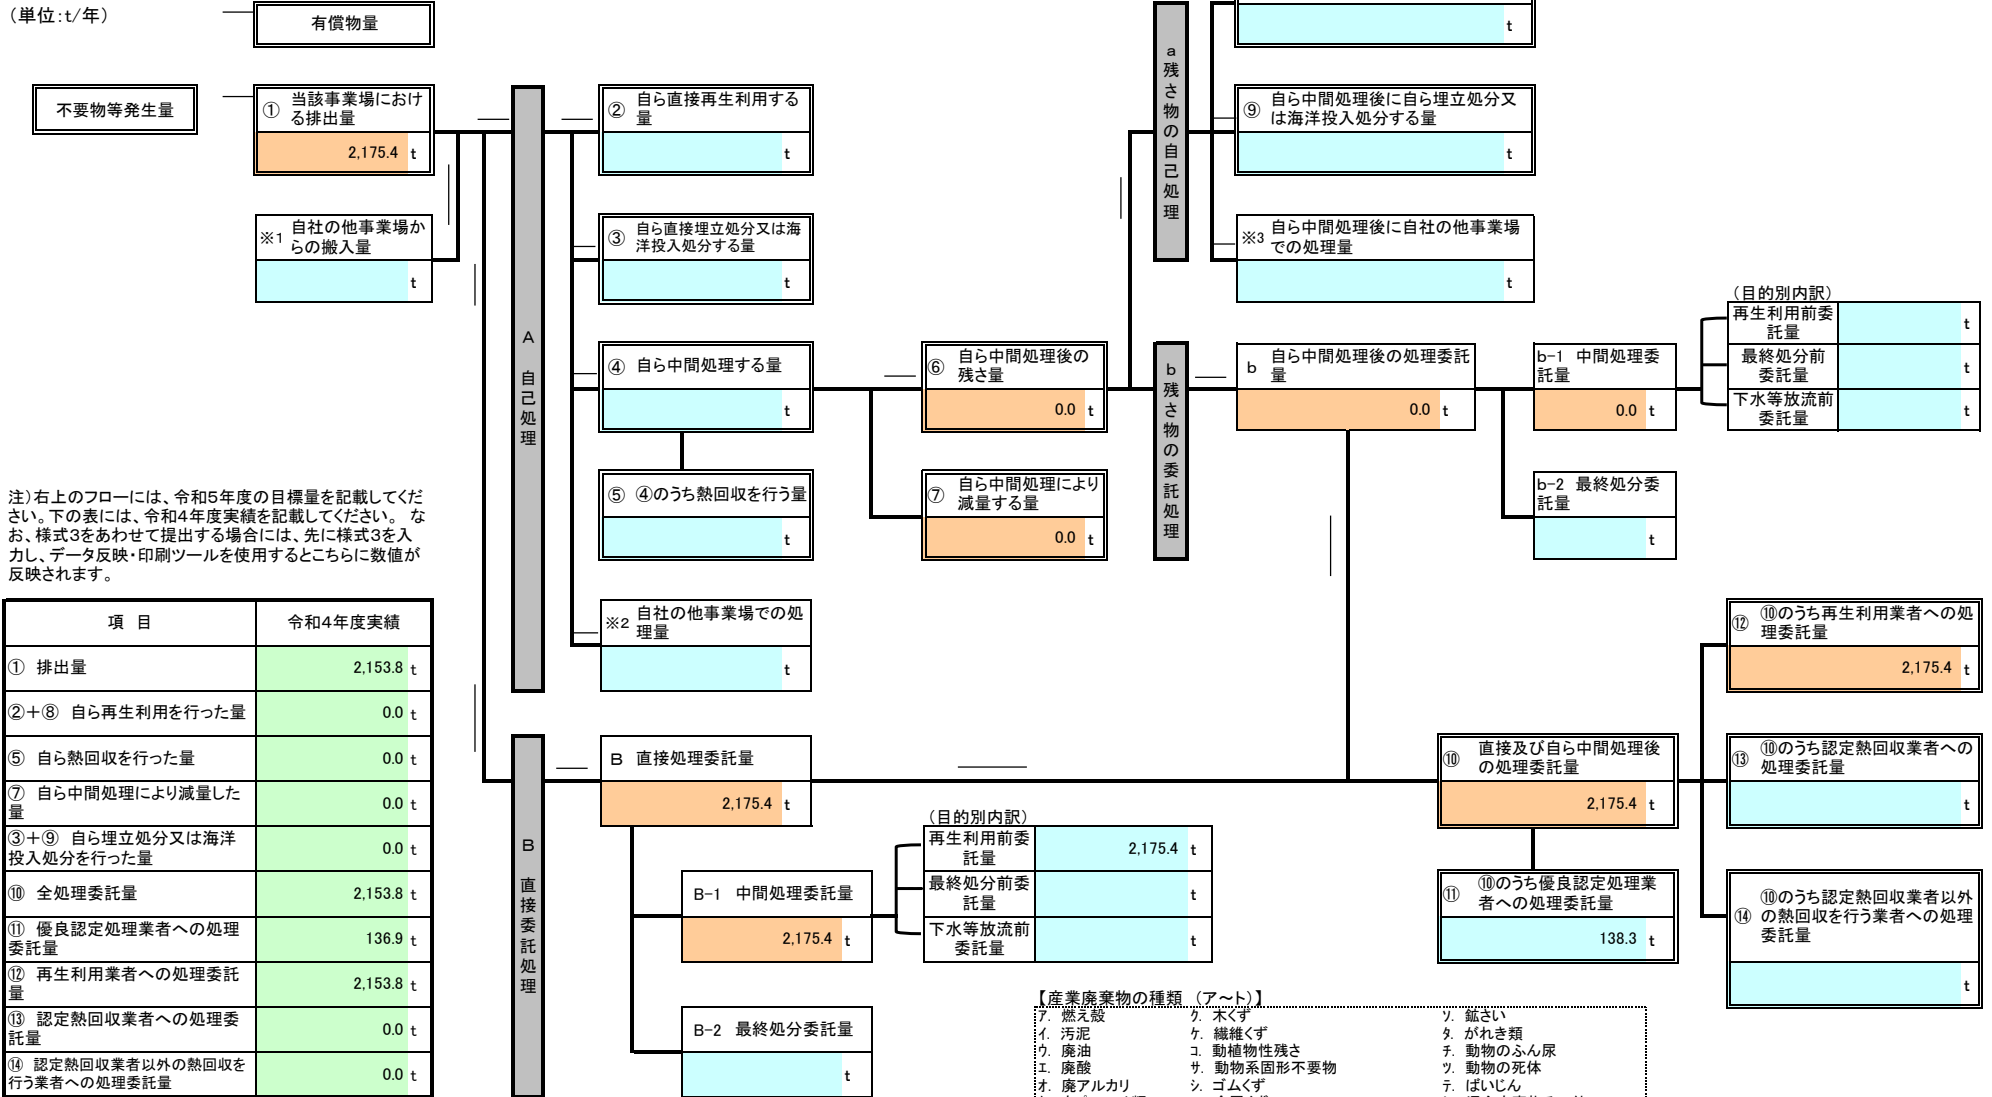 （単位:t/年）
有償物量
t
不要物等発生量
① 当該事業場におけ
る排出量
2,175.4 t
※1 自社の他事業場か
らの搬入量
t
A 自己処理
② 自ら直接再生利用する
量
t
③ 自ら直接埋立処分又は海
洋投入処分する量
t
④ 自ら中間処理する量
t
⑤ ④のうち熱回収を行う量
t
※2 自社の他事業場での処
理量
t
⑥ 自ら中間処理後の
残さ量
0.0 t
⑦ 自ら中間処理により
減量する量
0.0 t
a 残さ物の自己処理
⑨ 自ら中間処理後に自ら埋立処分又
は海洋投入処分する量
t
※3 自ら中間処理後に自社の他事業場
での処理量
t
b 残さ物の委託処理
b 自ら中間処理後の処理委託
量
0.0 t
b-1 中間処理委
託量
0.0 t
b-2 最終処分委
託量
t
（目的別内訳）
再生利用前委
託量
t
最終処分前
委託量
t
下水等放流前
委託量
t
注）右上のフローには、令和5年度の目標量を記載してくだ
さい。下の表には、令和4年度実績を記載してください。 な
お、様式3をあわせて提出する場合には、先に様式3を入
力し、データ反映・印刷ツールを使用するとこちらに数値が
反映されます。
項 目 令和4年度実績
① 排出量 2,153.8 t
②＋⑧ 自ら再生利用を行った量 0.0 t
⑤ 自ら熱回収を行った量 0.0 t
⑦ 自ら中間処理により減量した
量 0.0 t
③＋⑨ 自ら埋立処分又は海洋
投入処分を行った量 0.0 t
⑩ 全処理委託量 2,153.8 t
⑪ 優良認定処理業者への処理
委託量 136.9 t
⑫ 再生利用業者への処理委託
量 2,153.8 t
⑬ 認定熱回収業者への処理委
託量 0.0 t
⑭ 認定熱回収業者以外の熱回収を
行う業者への処理委託量 0.0 t
B 直接委託処理
B 直接処理委託量
2,175.4 t
B-1 中間処理委託量
2,175.4 t
B-2 最終処分委託量
t
（目的別内訳）
再生利用前委
託量
2,175.4 t
最終処分前委
託量
t
下水等放流前
委託量
t
⑩ 直接及び自ら中間処理後
の処理委託量
2,175.4 t
⑪ ⑩のうち優良認定処理業
者への処理委託量
138.3 t
⑫ ⑩のうち再生利用業者への処
理委託量
2,175.4 t
⑬ ⑩のうち認定熱回収業者への
処理委託量
t
⑭ ⑩のうち認定熱回収業者以外
の熱回収を行う業者への処理
委託量
t
【産業廃棄物の種類 （ア～ト）】
ｱ. 燃え殻 ｸ. 木くず ｿ. 鉱さい
ｲ. 汚泥 ｹ. 繊維くず ﾀ. がれき類
ｳ. 廃油 ｺ. 動植物性残さ ﾁ. 動物のふん尿
ｴ. 廃酸 ｻ. 動物系固形不要物 ﾂ. 動物の死体
ｵ. 廃アルカリ ｼ. ゴムくず ﾃ. ばいじん